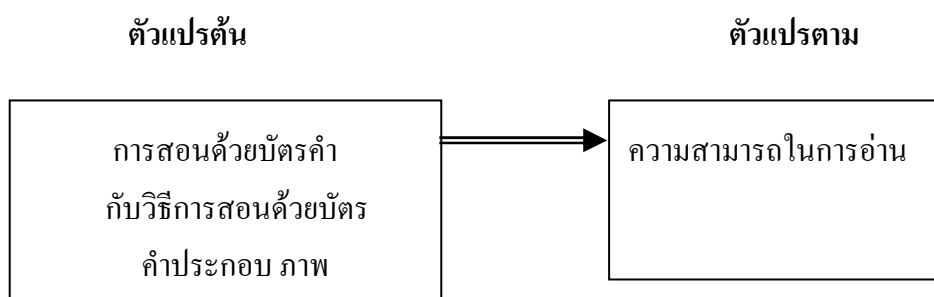 ตัวแปรต้น
ตัวแปรตาม
การสอนด้วยบัตรคำ
กับวิธีการสอนด้วยบัตร
คำประกอบ ภาพ
ความสามารถในการอ่าน